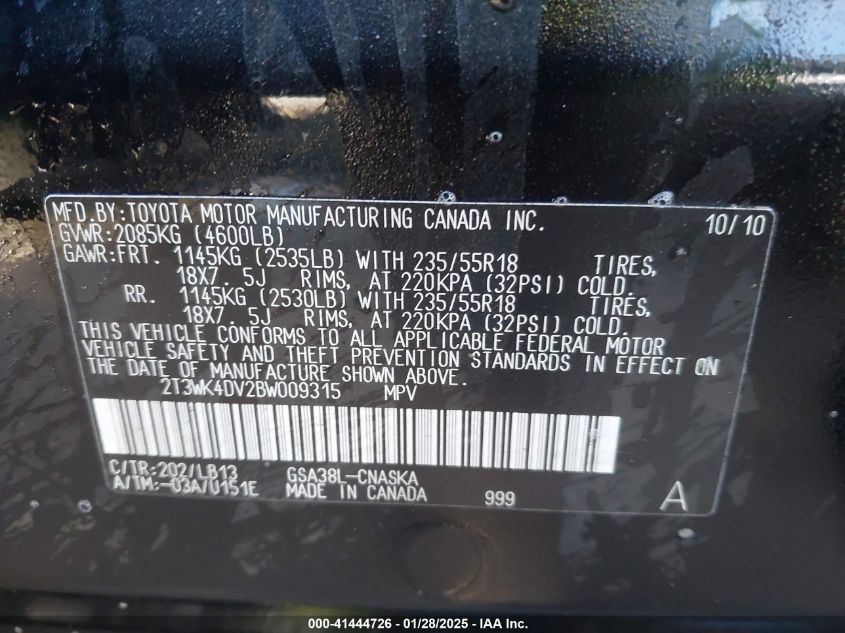 MFD.BY:TOYOTA MOTOR MANUFACTURING CANADA INC. 10/10
GVWR:2085KG (4600LB)
GAWR:FRT. 1145KG (2535LB) WITH 235/55R18 TIRES,
18X7. 5J RIMS, AT 220KPA (32PSI) COLD.
RR. 1145KG (2530LB) WITH 235/55R18 TIRES,
18X7. 5J RIMS, AT 220KPA (32PSI) COLD.
THIS VEHICLE CONFORMS TO ALL APPLICABLE FEDERAL MOTOR
VEHICLE SAFETY AND THEFT PREVENTION STANDARDS IN EFFECT ON
THE DATE OF MANUFACTURE SHOWN ABOVE.
2T3WK4DV2BW009315 MPV
C/TR:202/LB13 GSA38L-CNASKA
A/TM:-03A/U151E MADE IN CANADA 999 A
000-41444726 - 01/28/2025 - IAA Inc.